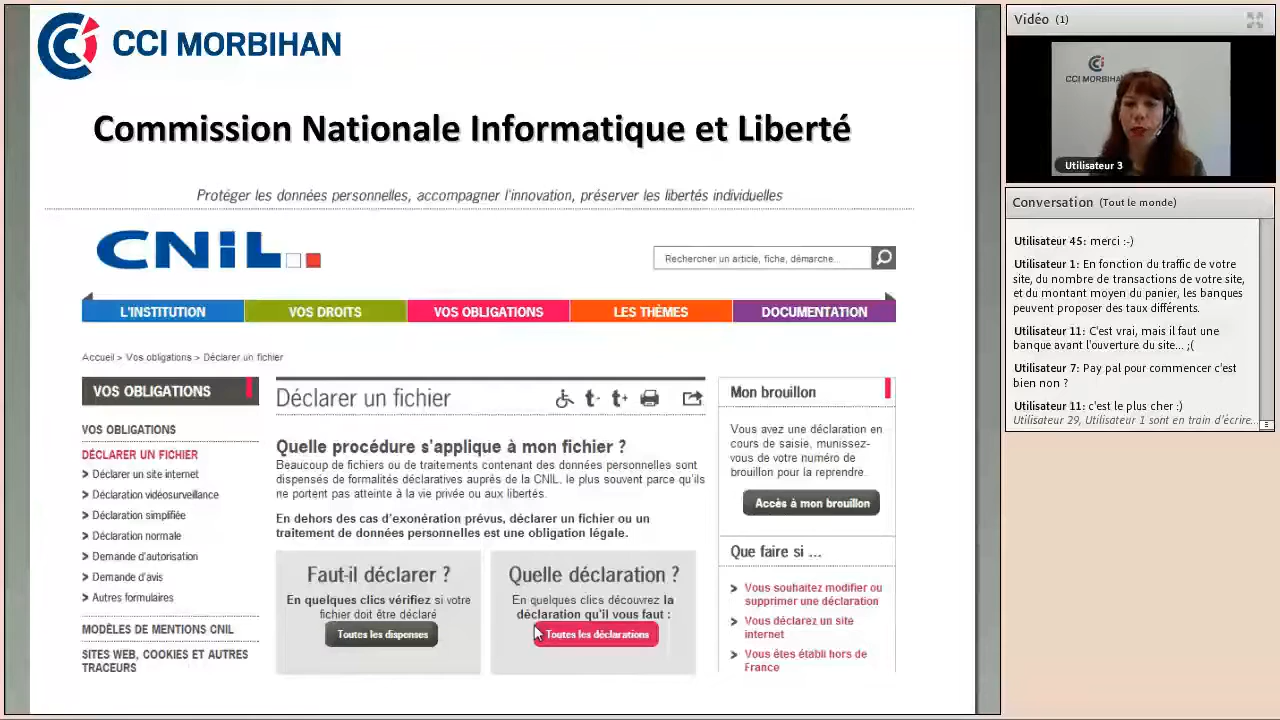 CCI MORBIHAN
Commission Nationale Informatique et Liberté
Protéger les données personnelles, accompagner l'innovation, préserver les libertés individuelles
CNIL
Rechercher un article, fiche, démarche...
L'INSTITUTION
VOS DROITS
VOS OBLIGATIONS
LES THÈMES
DOCUMENTATION
Accueil > Vos obligations > Déclarer un fichier
VOS OBLIGATIONS
VOS OBLIGATIONS
DÉCLARER UN FICHIER
> Déclarer un site internet
> Déclaration vidéosurveillance
> Déclaration simplifiée
> Déclaration normale
> Demande d'autorisation
> Demande d'avis
> Autres formulaires
MODÈLES DE MENTIONS CNIL
SITES WEB, COOKIES ET AUTRES
TRACEURS
Déclarer un fichier
t- t+
Quelle procédure s'applique à mon fichier ?
Beaucoup de fichiers ou de traitements contenant des données personnelles sont
dispensés de formalités déclaratives auprès de la CNIL, le plus souvent parce qu'ils
ne portent pas atteinte à la vie privée ou aux libertés.
En dehors des cas d'exonération prévus, déclarer un fichier ou un
traitement de données personnelles est une obligation légale.
Faut-il déclarer ?
En quelques clics vérifiez si votre
fichier doit être déclaré
Toutes les dispenses
Quelle déclaration ?
En quelques clics découvrez la
déclaration qu'il vous faut :
Toutes les déclarations
Mon brouillon
Vous avez une déclaration en
cours de saisie, munissez-
vous de votre numéro de
brouillon pour la reprendre.
Accès à mon brouillon
Que faire si ...
> Vous souhaitez modifier ou
supprimer une déclaration
> Vous déclarez un site
internet
> Vous êtes établi hors de
France
Vidéo (1)
CCI MORBIHAN
Utilisateur 3
Conversation (Tout le monde)
Utilisateur 45: merci :-)
Utilisateur 1: En fonction du traffic de votre
site, du nombre de transactions de votre site,
et du montant moyen du panier, les banques
peuvent proposer des taux différents.
Utilisateur 11: C'est vrai, mais il faut une
banque avant l'ouverture du site... ;(
Utilisateur 7: Pay pal pour commencer c'est
bien non ?
Utilisateur 11: c'est le plus cher :)
Utilisateur 29, Utilisateur 1 sont en train d'écrire...